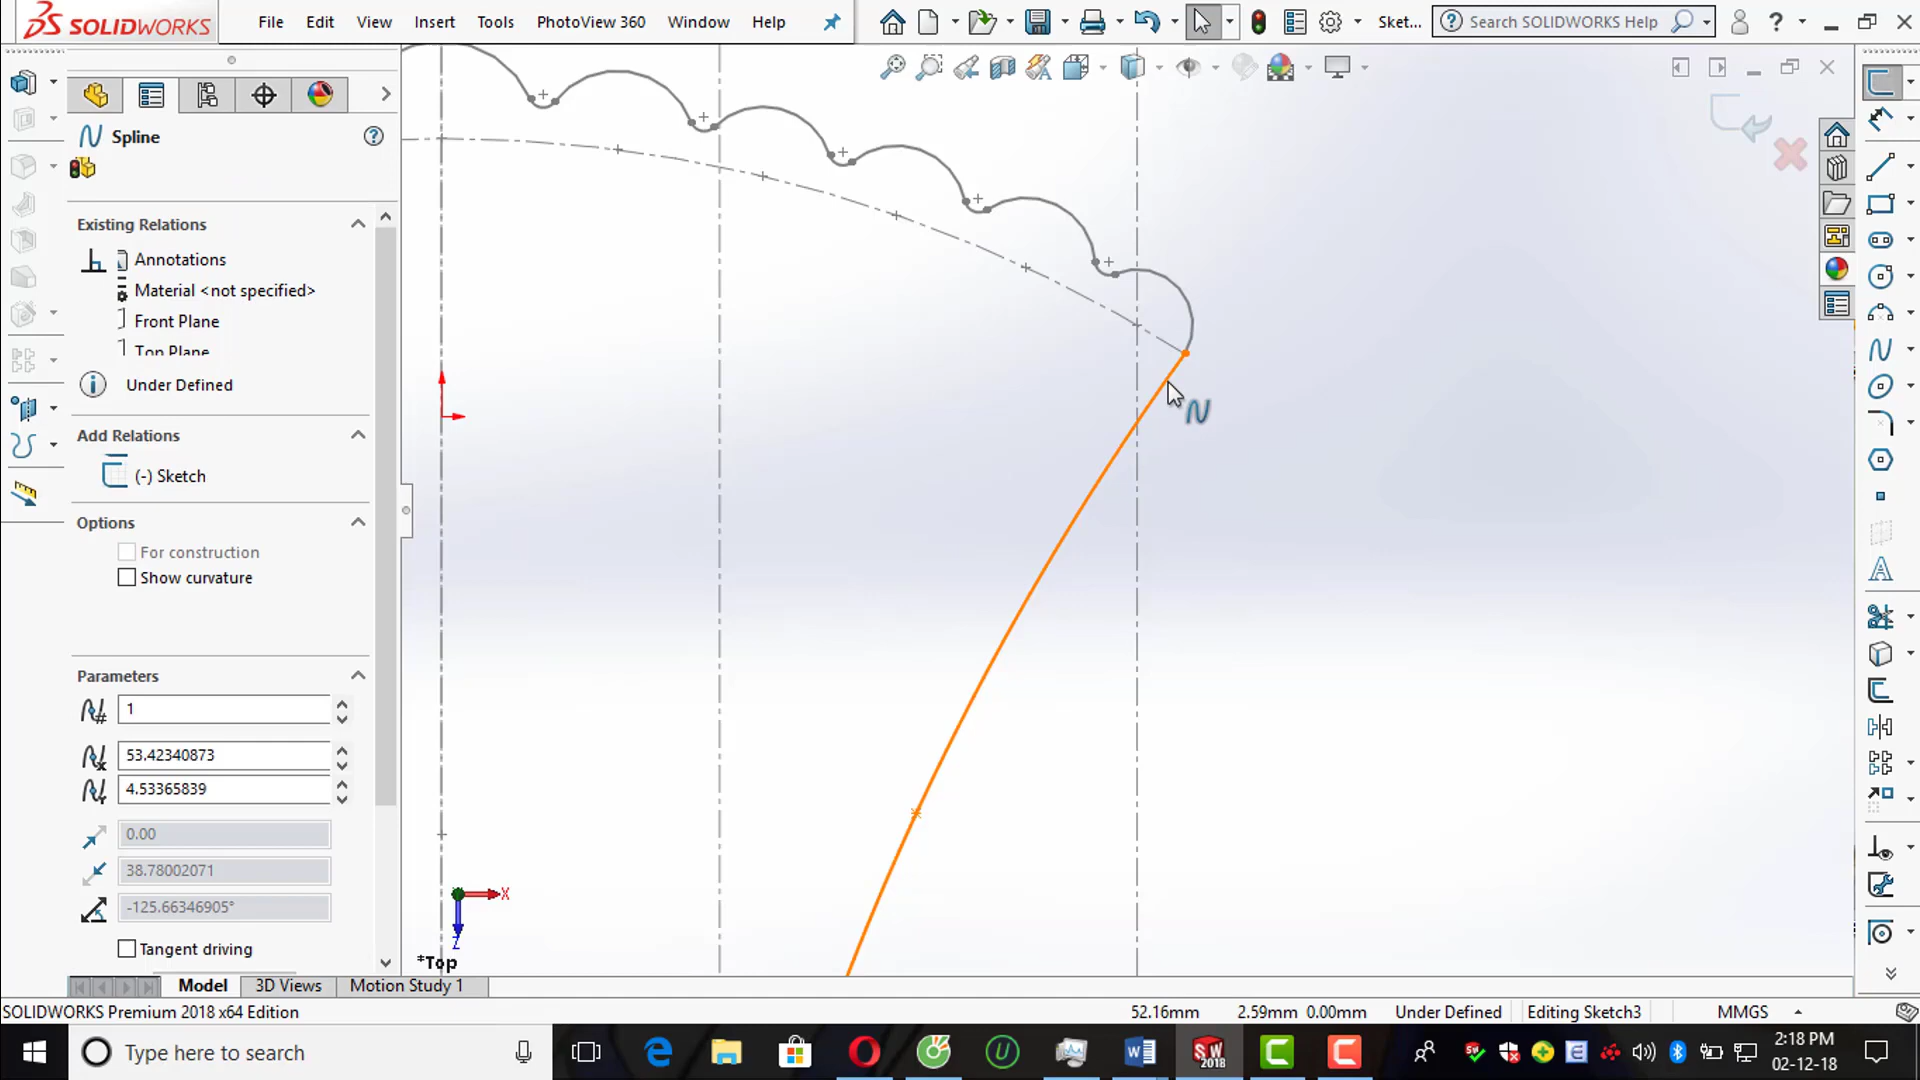 SOLIDWORKS
File Edit View Insert Tools PhotoView 360 Window Help
Sket...
Search SOLIDWORKS Help
Spline
Existing Relations
Annotations
Material <not specified>
Front Plane
Top Plane
Under Defined
Add Relations
(-) Sketch
Options
For construction
Show curvature
Parameters
1
53.42340873
4.53365839
0.00
38.78002071
-125.66346905°
Tangent driving
X
Z
*Top
Model 3D Views Motion Study 1
SOLIDWORKS Premium 2018 x64 Edition
52.16mm 2.59mm 0.00mm Under Defined Editing Sketch3 MMGS
Type here to search
SW
2018
2:18 PM
02-12-18